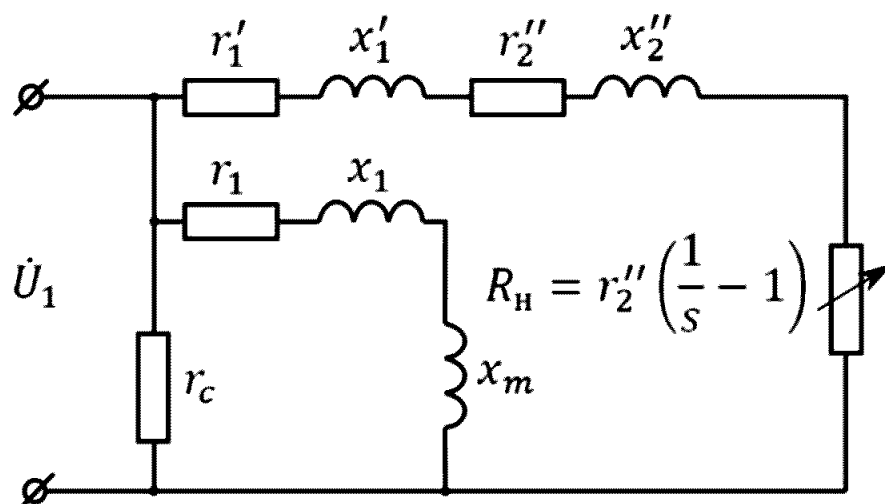 r₁′ x₁′ r₂″ x₂″
r₁ x₁
U̇₁
R_н = r₂″ (1/s − 1)
r_c
x_m